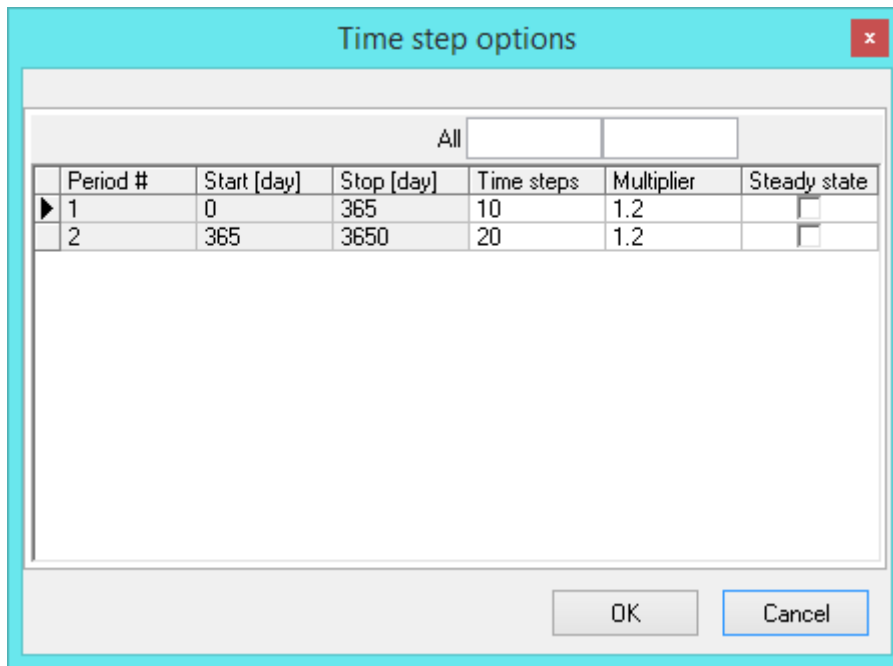 Time step options
x
All
Period # Start [day] Stop [day] Time steps Multiplier Steady state
1 0 365 10 1.2
2 365 3650 20 1.2
OK Cancel